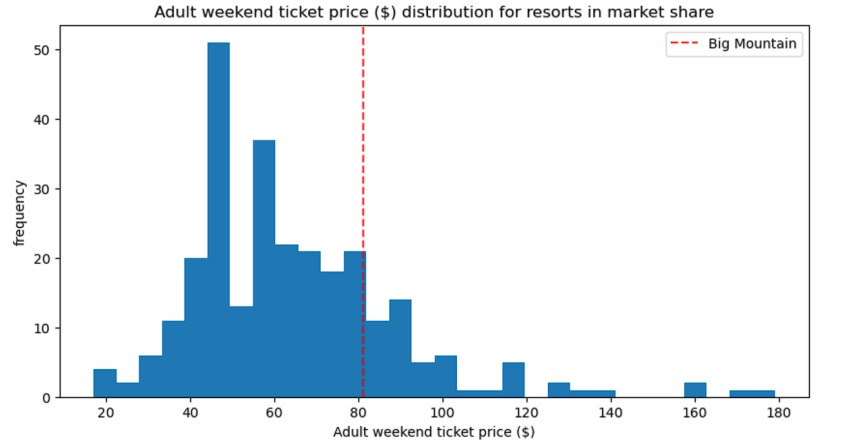 Adult weekend ticket price ($) distribution for resorts in market share
Big Mountain
frequency
50
40
30
20
10
0
20 40 60 80 100 120 140 160 180
Adult weekend ticket price ($)